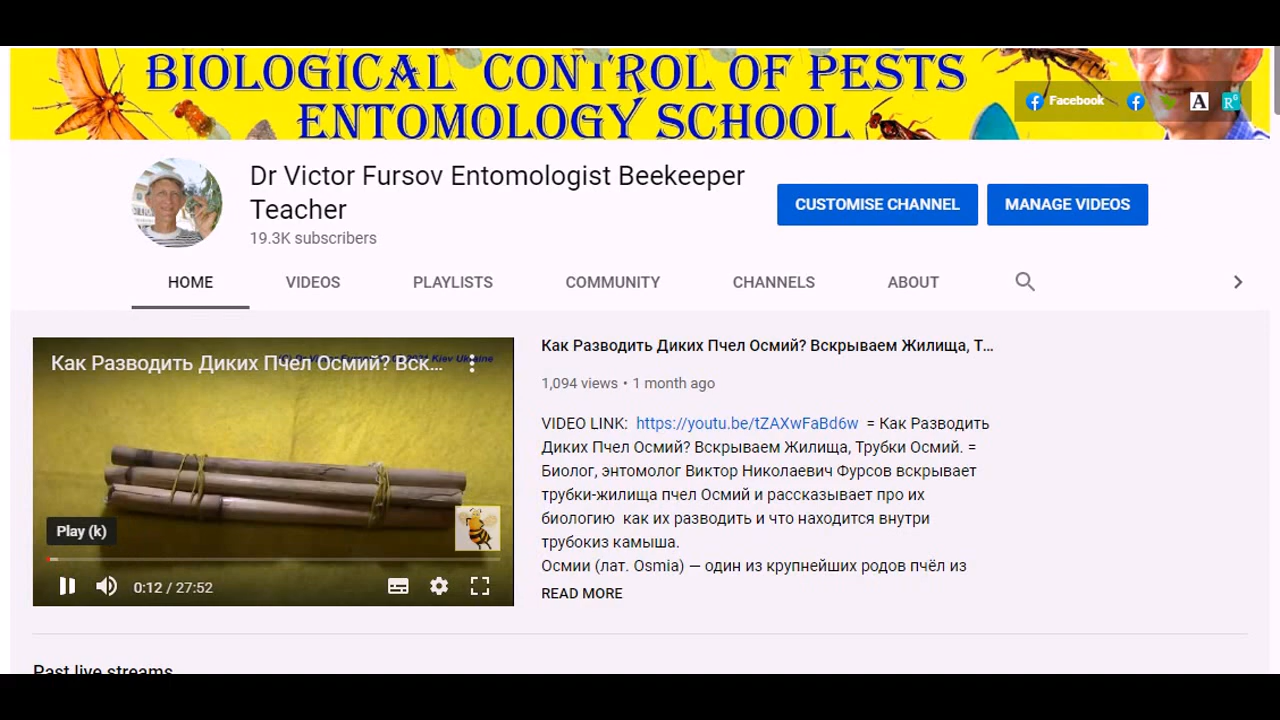 BIOLOGICAL CONTROL OF PESTS
ENTOMOLOGY SCHOOL
Facebook
A
R G
Dr Victor Fursov Entomologist Beekeeper
Teacher
19.3K subscribers
CUSTOMISE CHANNEL
MANAGE VIDEOS
HOME
VIDEOS
PLAYLISTS
COMMUNITY
CHANNELS
ABOUT
Как Разводить Диких Пчел Осмий? Вск...
Kiev Ukraine
Play (k)
0:12 / 27:52
Как Разводить Диких Пчел Осмий? Вскрываем Жилища, Т...
1,094 views • 1 month ago
VIDEO LINK: https://youtu.be/tZAXwFaBd6w = Как Разводить
Диких Пчел Осмий? Вскрываем Жилища, Трубки Осмий. =
Биолог, энтомолог Виктор Николаевич Фурсов вскрывает
трубки-жилища пчел Осмий и рассказывает про их
биологию как их разводить и что находится внутри
трубокиз камыша.
Осмии (лат. Osmia) — один из крупнейших родов пчёл из
READ MORE
Past live streams